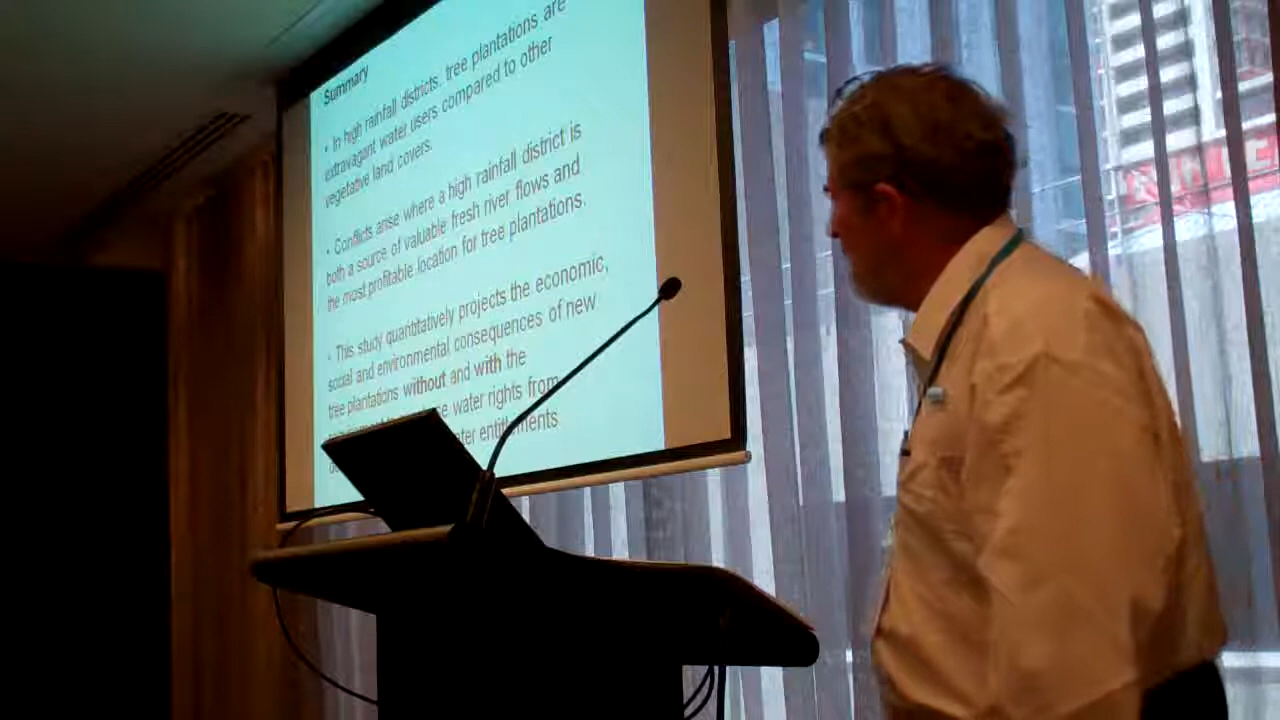 Summary
• In high rainfall districts, tree plantations are
extravagant water users compared to other
vegetative land covers.
• Conflicts arise where a high rainfall district is
both a source of valuable fresh river flows and
the most profitable location for tree plantations.
• This study quantitatively projects the economic,
social and environmental consequences of new
tree plantations without and with the
water rights from
entitlements